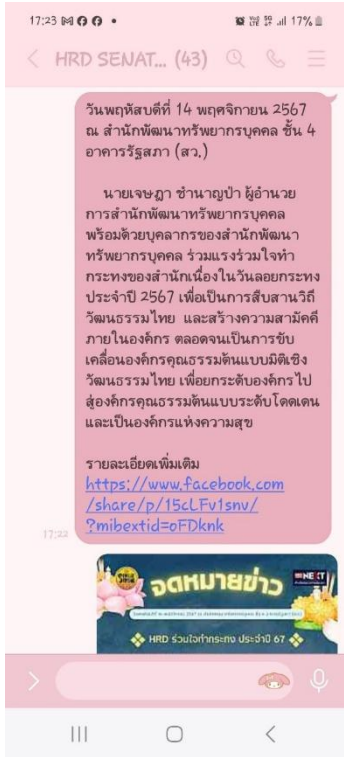 17:23
17%
HRD SENAT... (43)
วันพฤหัสบดีที่ 14 พฤศจิกายน 2567
ณ สำนักพัฒนาทรัพยากรบุคคล ชั้น 4
อาคารรัฐสภา (สว.)
นายเจษฎา ชำนาญป่า ผู้อำนวย
การสำนักพัฒนาทรัพยากรบุคคล
พร้อมด้วยบุคลากรของสำนักพัฒนา
ทรัพยากรบุคคล ร่วมแรงร่วมใจทำ
กระทงของสำนักเนื่องในวันลอยกระทง
ประจำปี 2567 เพื่อเป็นการสืบสานวิถี
วัฒนธรรมไทย และสร้างความสามัคคี
ภายในองค์กร ตลอดจนเป็นการขับ
เคลื่อนองค์กรคุณธรรมต้นแบบมิติเชิง
วัฒนธรรมไทย เพื่อยกระดับองค์กรไป
สู่องค์กรคุณธรรมต้นแบบระดับโดดเด่น
และเป็นองค์กรแห่งความสุข
รายละเอียดเพิ่มเติม
https://www.facebook.com
/share/p/15cLFv1snv/
?mibextid=oFDknk
17:22
จดหมายข่าว
NEXT
HRD ร่วมใจทำกระทง ประจำปี 67